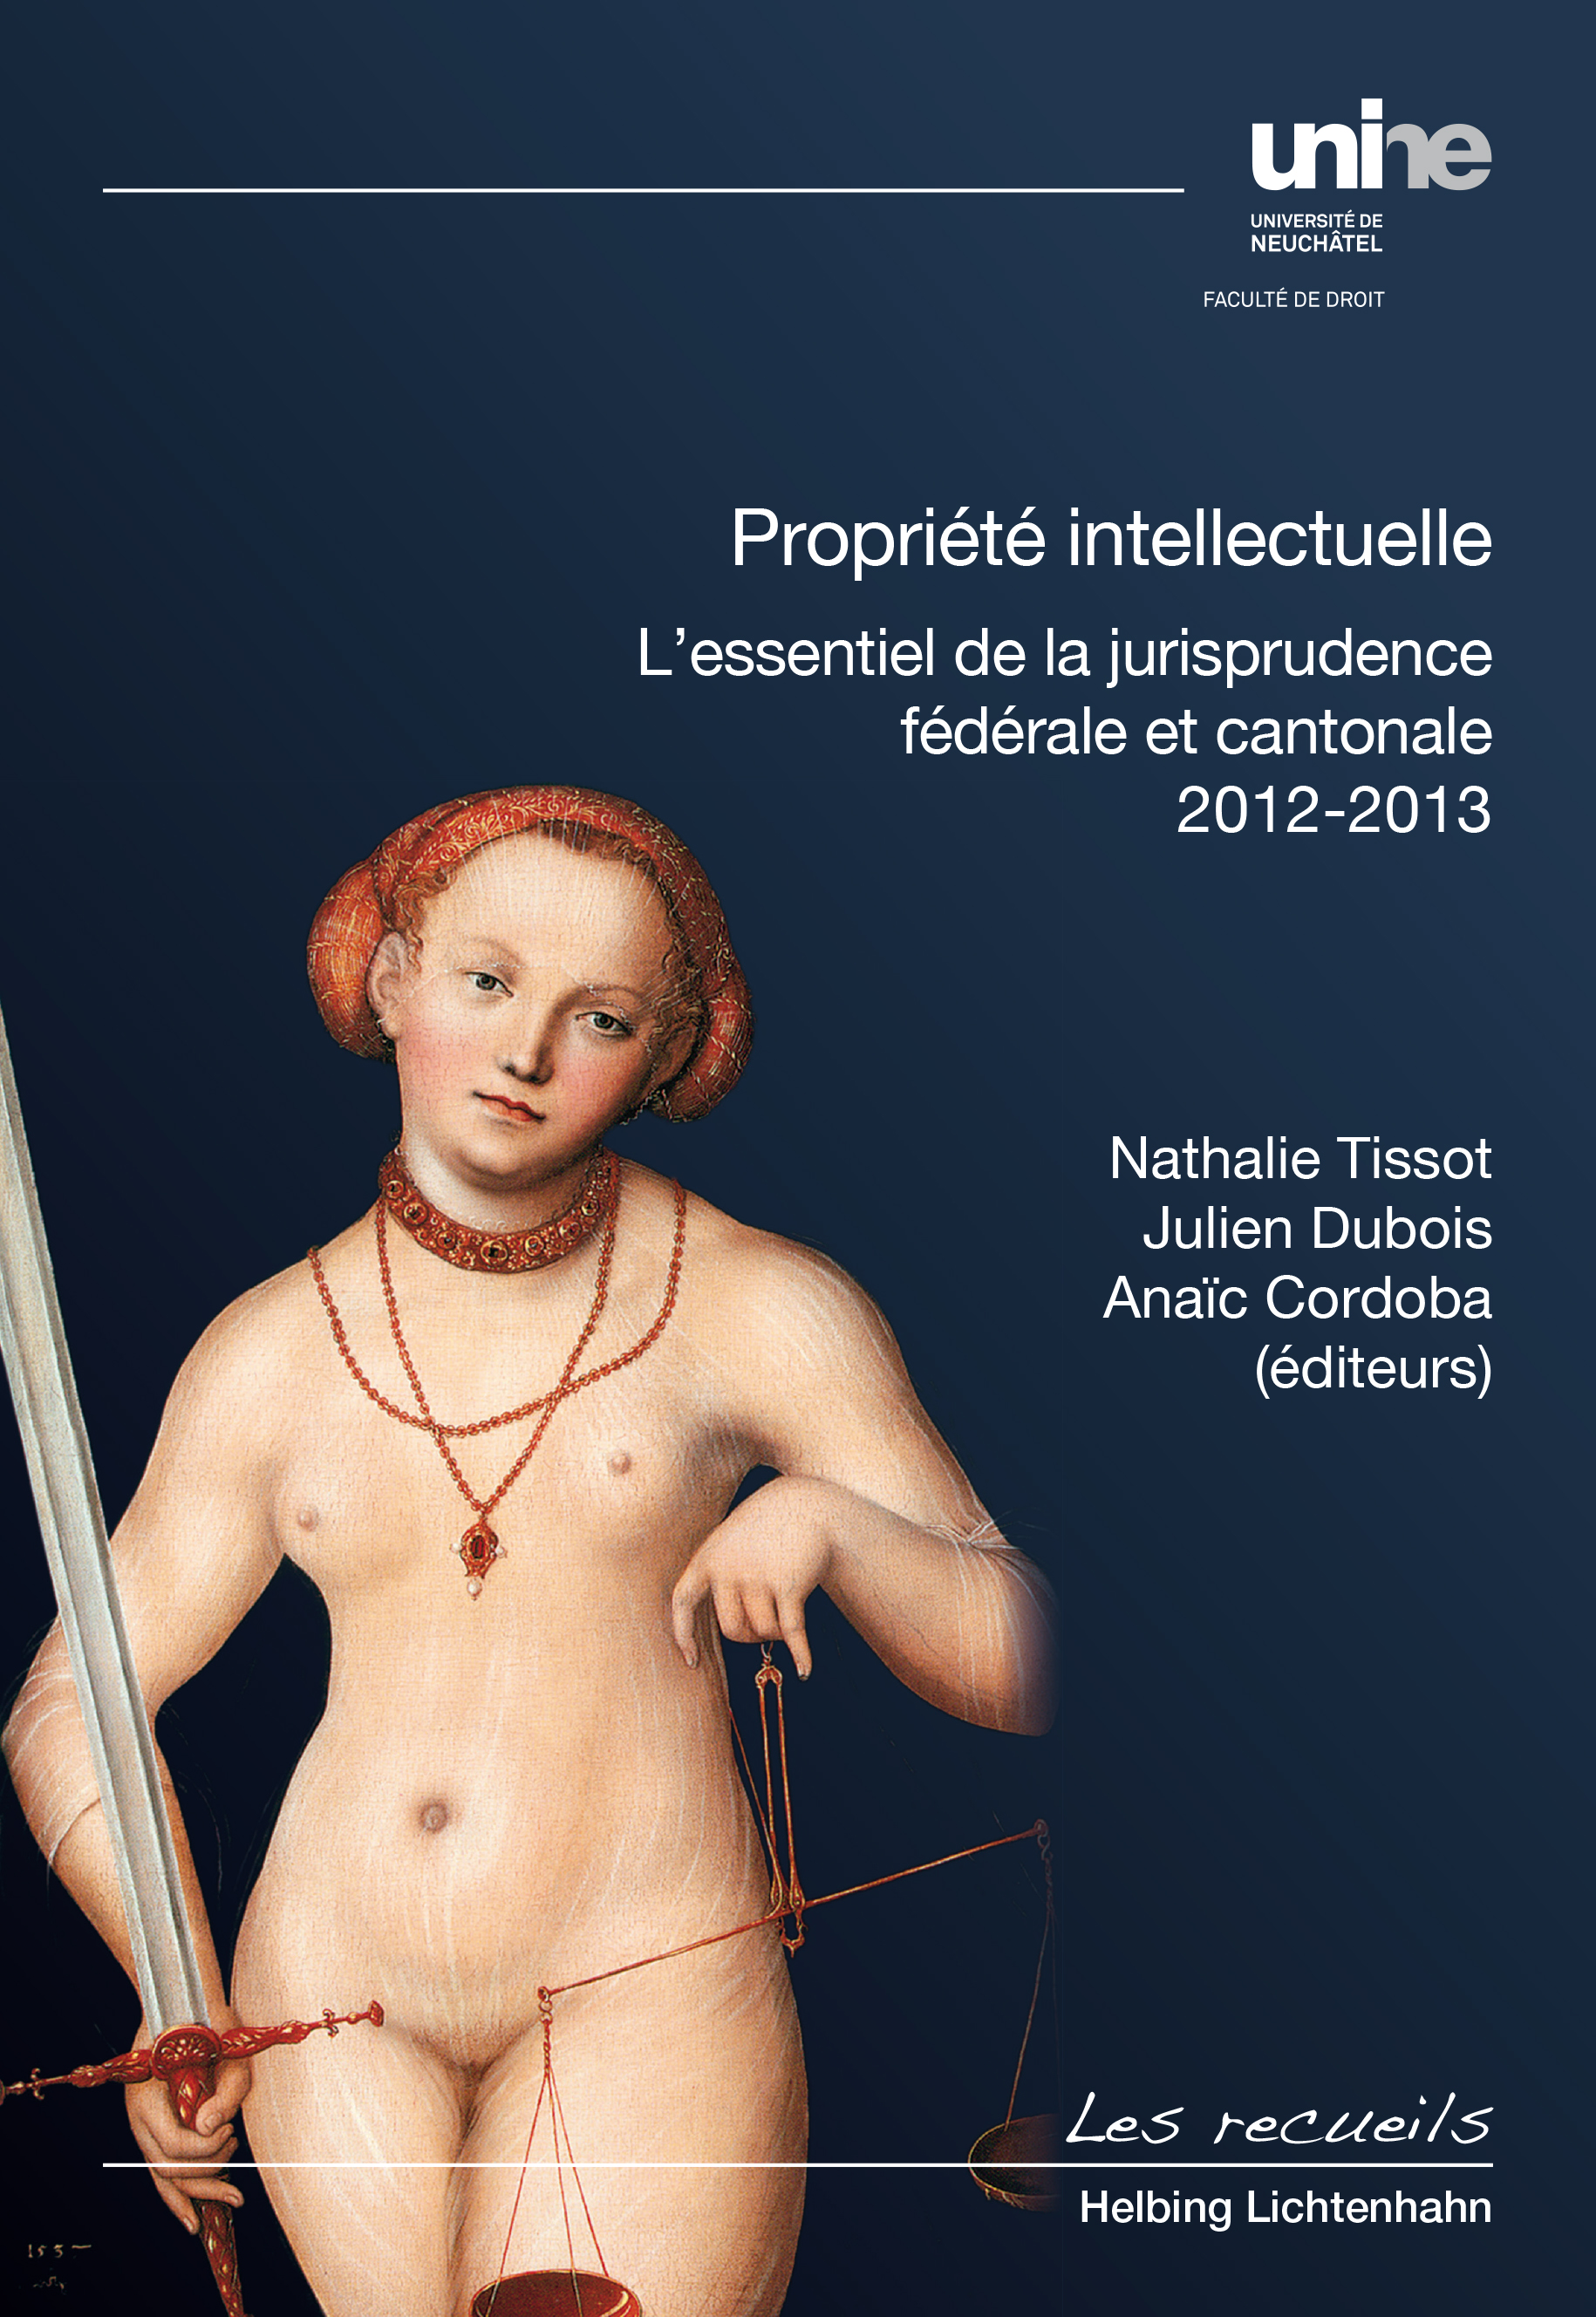 unine
UNIVERSITÉ DE
NEUCHÂTEL
FACULTÉ DE DROIT
Propriété intellectuelle
L’essentiel de la jurisprudence
fédérale et cantonale
2012-2013
Nathalie Tissot
Julien Dubois
Anaïc Cordoba
(éditeurs)
Les recueils
Helbing Lichtenhahn